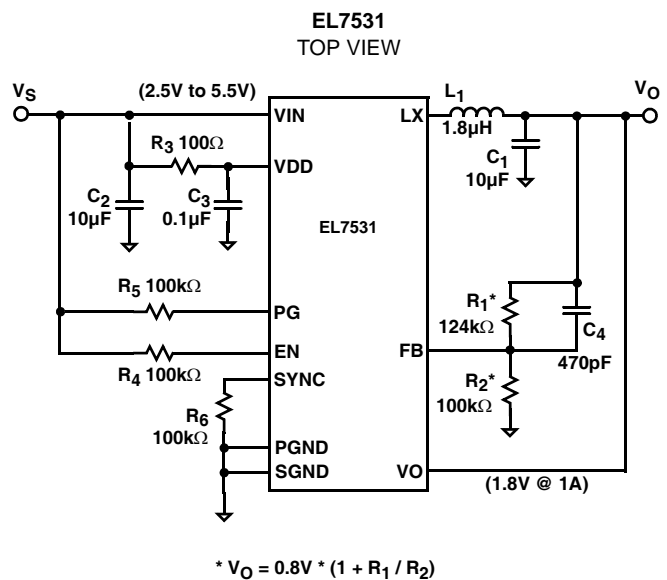 EL7531
TOP VIEW
VS (2.5V to 5.5V)
VIN
LX
L1
1.8µH
VO
R3 100Ω
VDD
C1
10µF
C2
10µF
C3
0.1µF
EL7531
R5 100kΩ
PG
R1*
124kΩ
C4
470pF
R4 100kΩ
EN
FB
SYNC
R2*
100kΩ
R6
100kΩ
PGND
SGND
VO
(1.8V @ 1A)
* VO = 0.8V * (1 + R1 / R2)